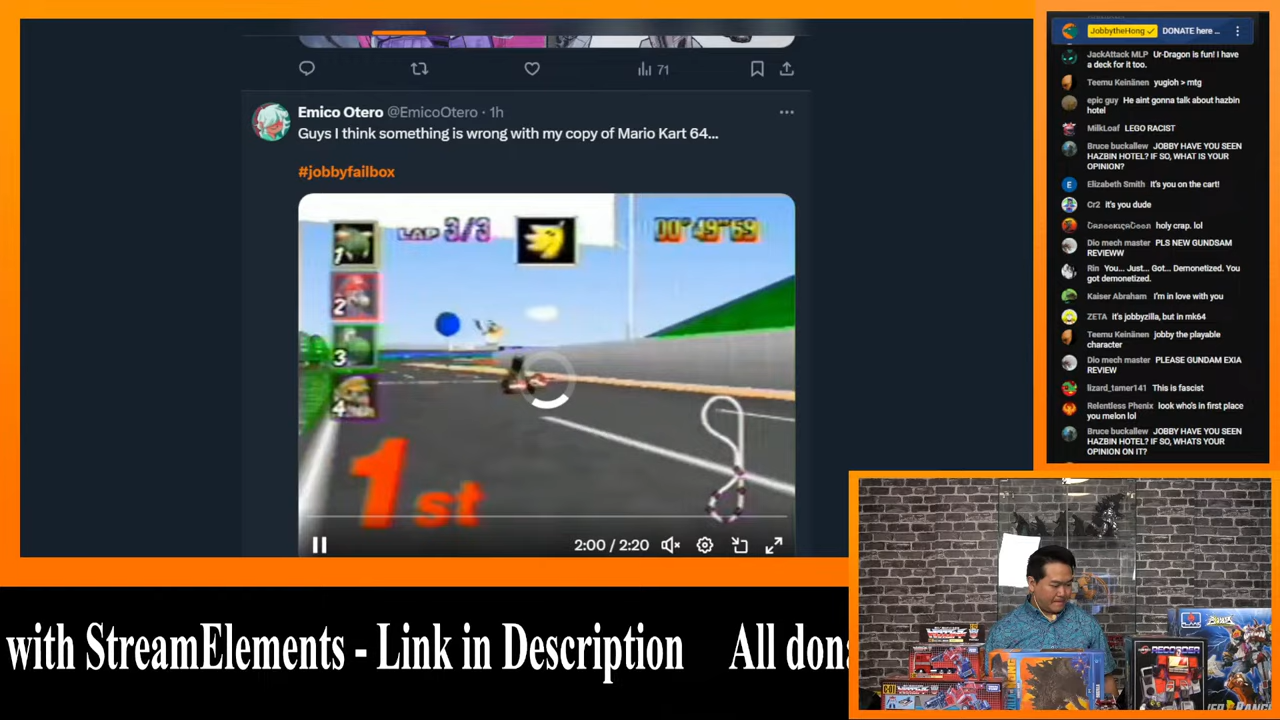 71
Emico Otero @EmicoOtero · 1h
Guys I think something is wrong with my copy of Mario Kart 64...
#jobbyfailbox
1
LAP 3/3
00"49"59
2
3
4
1st
2:00 / 2:20
JobbytheHong DONATE here ...
JackAttack MLP Ur-Dragon is fun! I have
a deck for it too.
Teemu Keinänen yugioh > mtg
epic guy He aint gonna talk about hazbin
hotel
MilkLoaf LEGO RACIST
Bruce buckallew JOBBY HAVE YOU SEEN
HAZBIN HOTEL? IF SO, WHAT IS YOUR
OPINION?
Elizabeth Smith It's you on the cart!
E
Cr2 it's you dude
holy crap. lol
Dio mech master PLS NEW GUNDSAM
REVIEWW
Rin You... Just... Got... Demonetized. You
got demonetized.
Kaiser Abraham I'm in love with you
ZETA it's jobbyzilla, but in mk64
Teemu Keinänen jobby the playable
character
Dio mech master PLEASE GUNDAM EXIA
REVIEW
lizard_tamer141 This is fascist
Relentless Phenix look who's in first place
you melon lol
Bruce buckallew JOBBY HAVE YOU SEEN
HAZBIN HOTEL? IF SO, WHATS YOUR
OPINION ON IT?
RECORDER
with StreamElements - Link in Description All dona